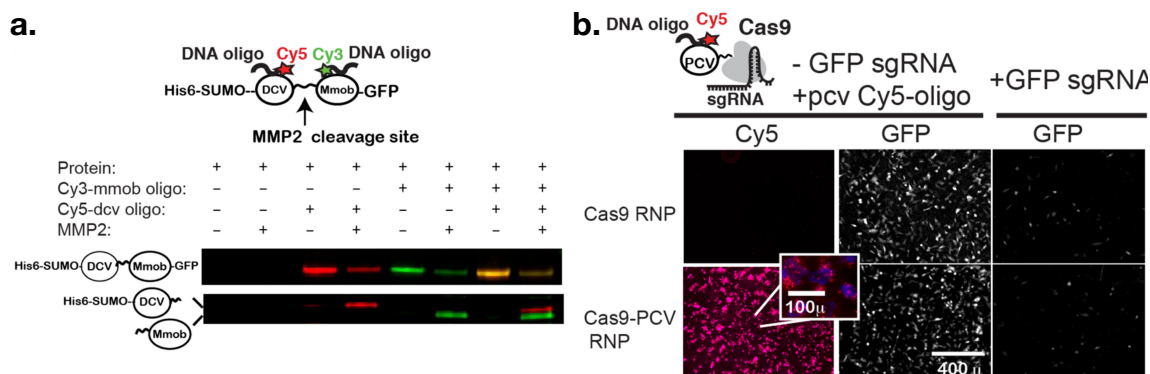 a.
DNA oligo Cy5 Cy3 DNA oligo
His6-SUMO-- DCV Mmob -GFP
MMP2 cleavage site
Protein: + + + + + + + +
Cy3-mmob oligo: – – – – + + + +
Cy5-dcv oligo: – – + + – – + +
MMP2: – + – + – + – +
His6-SUMO- DCV Mmob -GFP
His6-SUMO- DCV
Mmob
b.
DNA oligo Cy5 Cas9
PCV
sgRNA
- GFP sgRNA
+pcv Cy5-oligo
+GFP sgRNA
Cy5 GFP GFP
Cas9 RNP
Cas9-PCV
RNP
100µ
400 µ